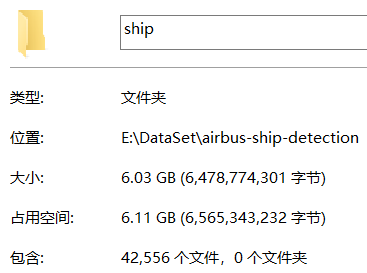 ship
类型: 文件夹
位置: E:\DataSet\airbus-ship-detection
大小: 6.03 GB (6,478,774,301 字节)
占用空间: 6.11 GB (6,565,343,232 字节)
包含: 42,556 个文件，0 个文件夹